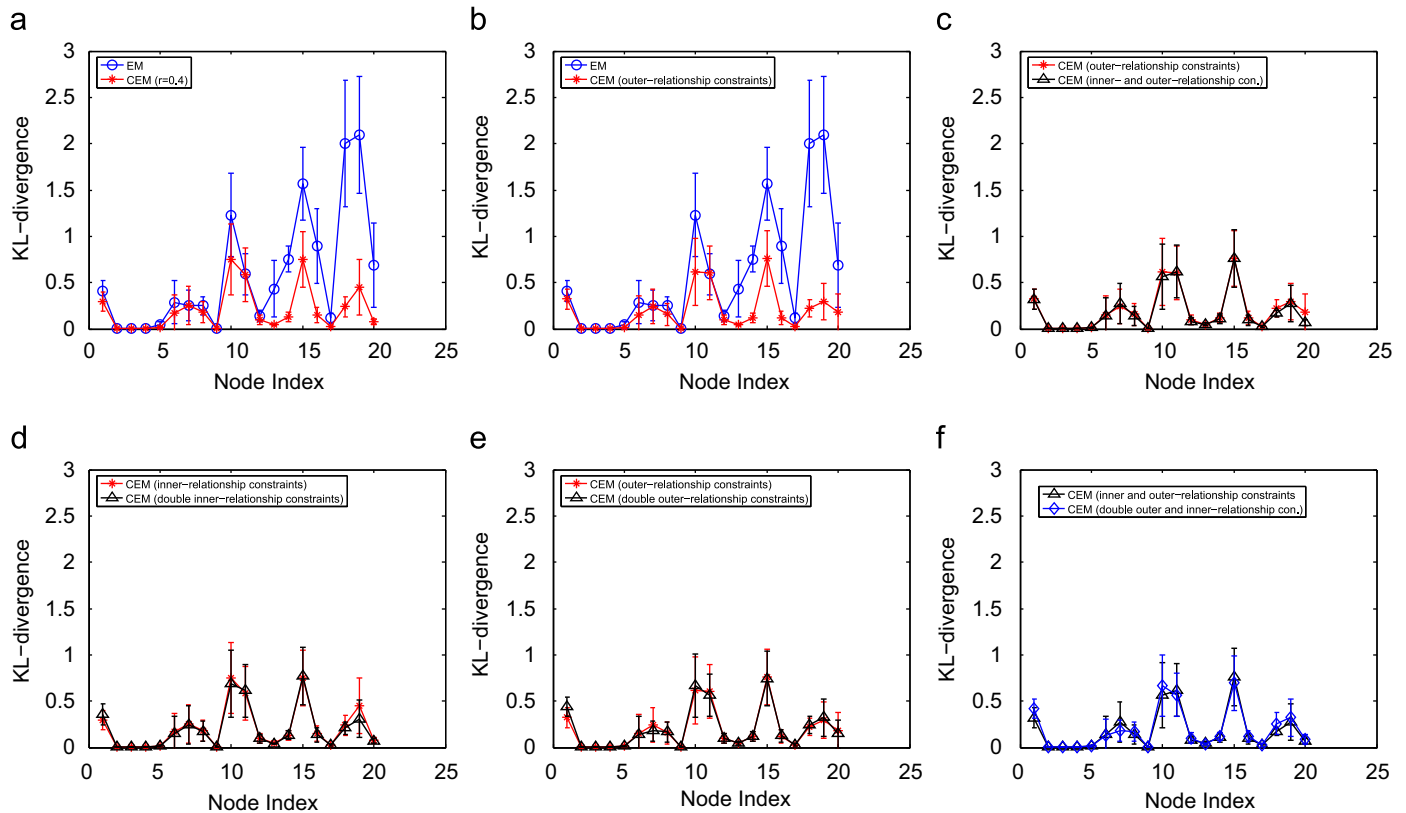 a
3
2.5
2
1.5
1
0.5
0
KL−divergence
EM
CEM (r=0.4)
0 5 10 15 20 25
Node Index
b
3
2.5
2
1.5
1
0.5
0
KL−divergence
EM
CEM (outer−relationship constraints)
0 5 10 15 20 25
Node Index
c
3
2.5
2
1.5
1
0.5
0
KL−divergence
CEM (outer−relationship constraints)
CEM (inner− and outer−relationship con.)
0 5 10 15 20 25
Node Index
d
3
2.5
2
1.5
1
0.5
0
KL−divergence
CEM (inner−relationship constraints)
CEM (double inner−relationship constraints)
0 5 10 15 20 25
Node Index
e
3
2.5
2
1.5
1
0.5
0
KL−divergence
CEM (outer−relationship constraints)
CEM (double outer−relationship constraints)
0 5 10 15 20 25
Node Index
f
3
2.5
2
1.5
1
0.5
0
KL−divergence
CEM (inner and outer−relationship constraints
CEM (double outer and inner−relationship con.)
0 5 10 15 20 25
Node Index